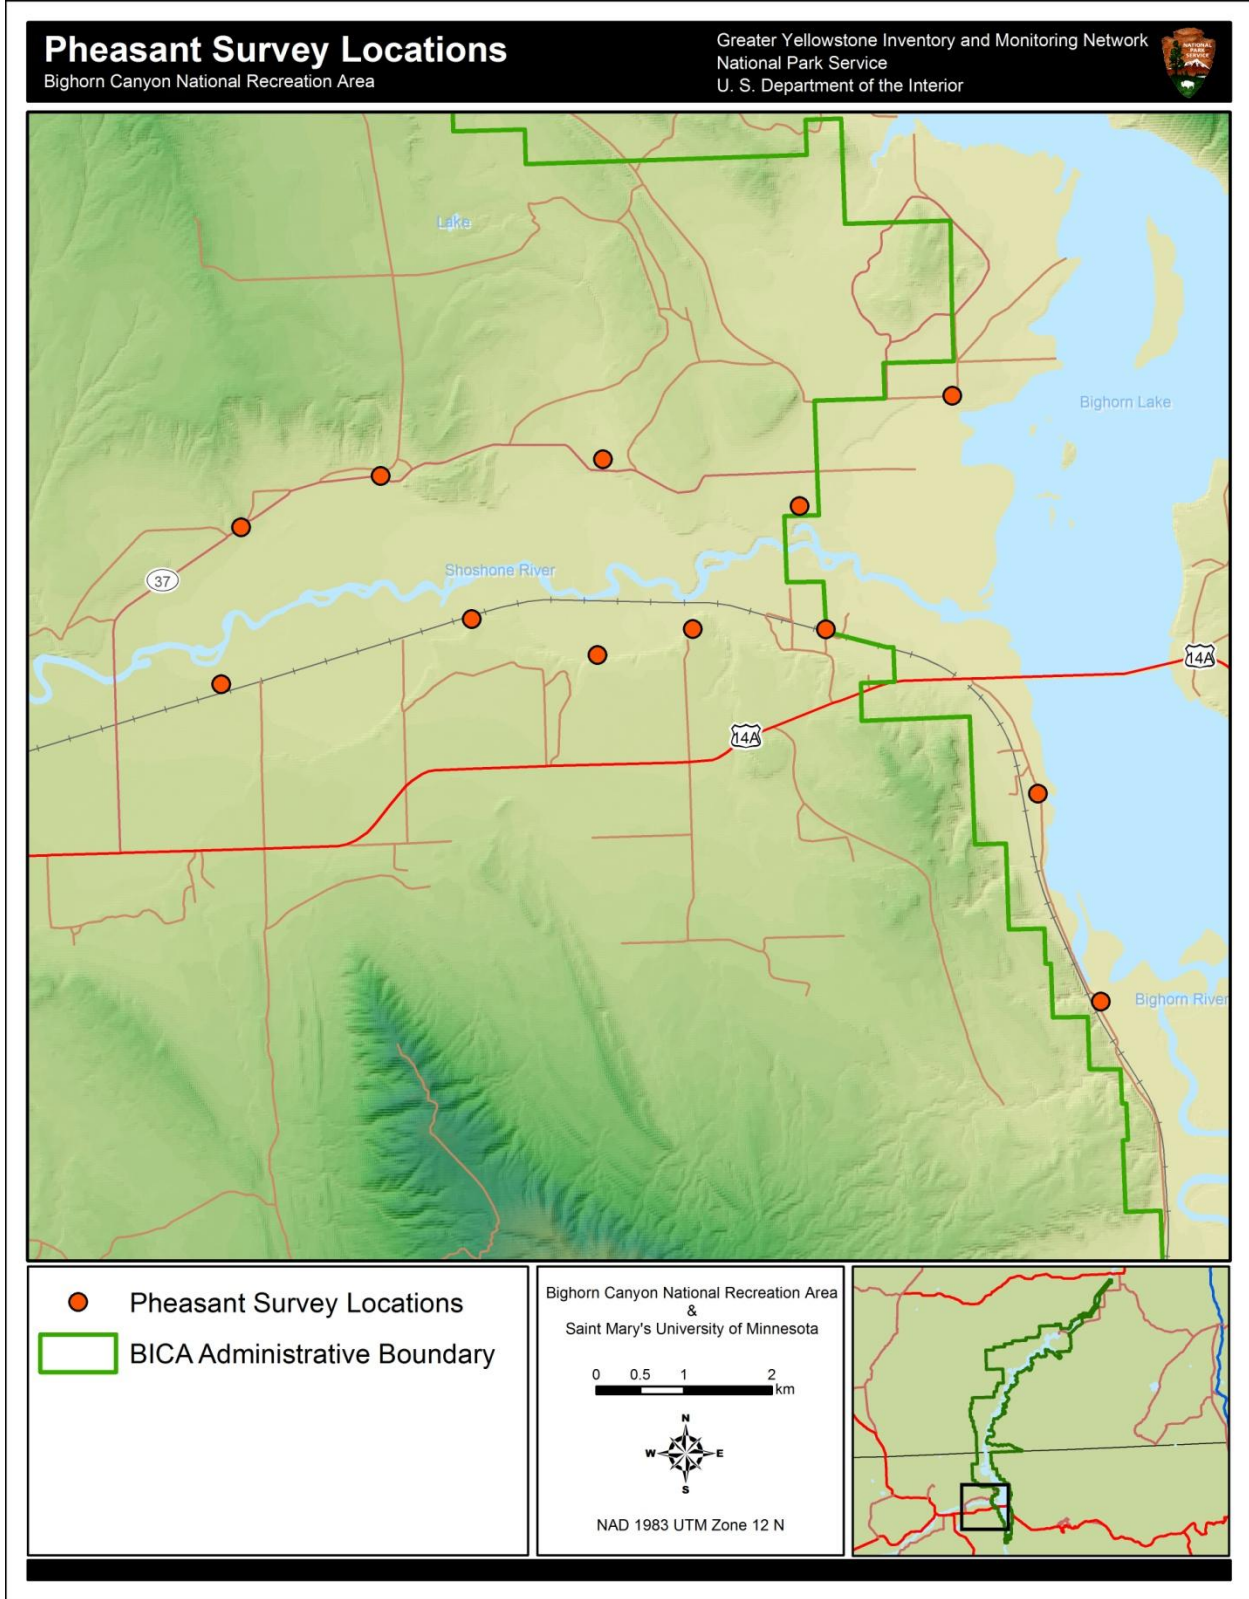 Pheasant Survey Locations
Bighorn Canyon National Recreation Area
Greater Yellowstone Inventory and Monitoring Network
National Park Service
U. S. Department of the Interior
NATIONAL
PARK
SERVICE
Lake
Bighorn Lake
37
Shoshone River
14A
14A
Bighorn River
Pheasant Survey Locations
BICA Administrative Boundary
Bighorn Canyon National Recreation Area
&
Saint Mary's University of Minnesota
0 0.5 1 2
km
N
W E
S
NAD 1983 UTM Zone 12 N